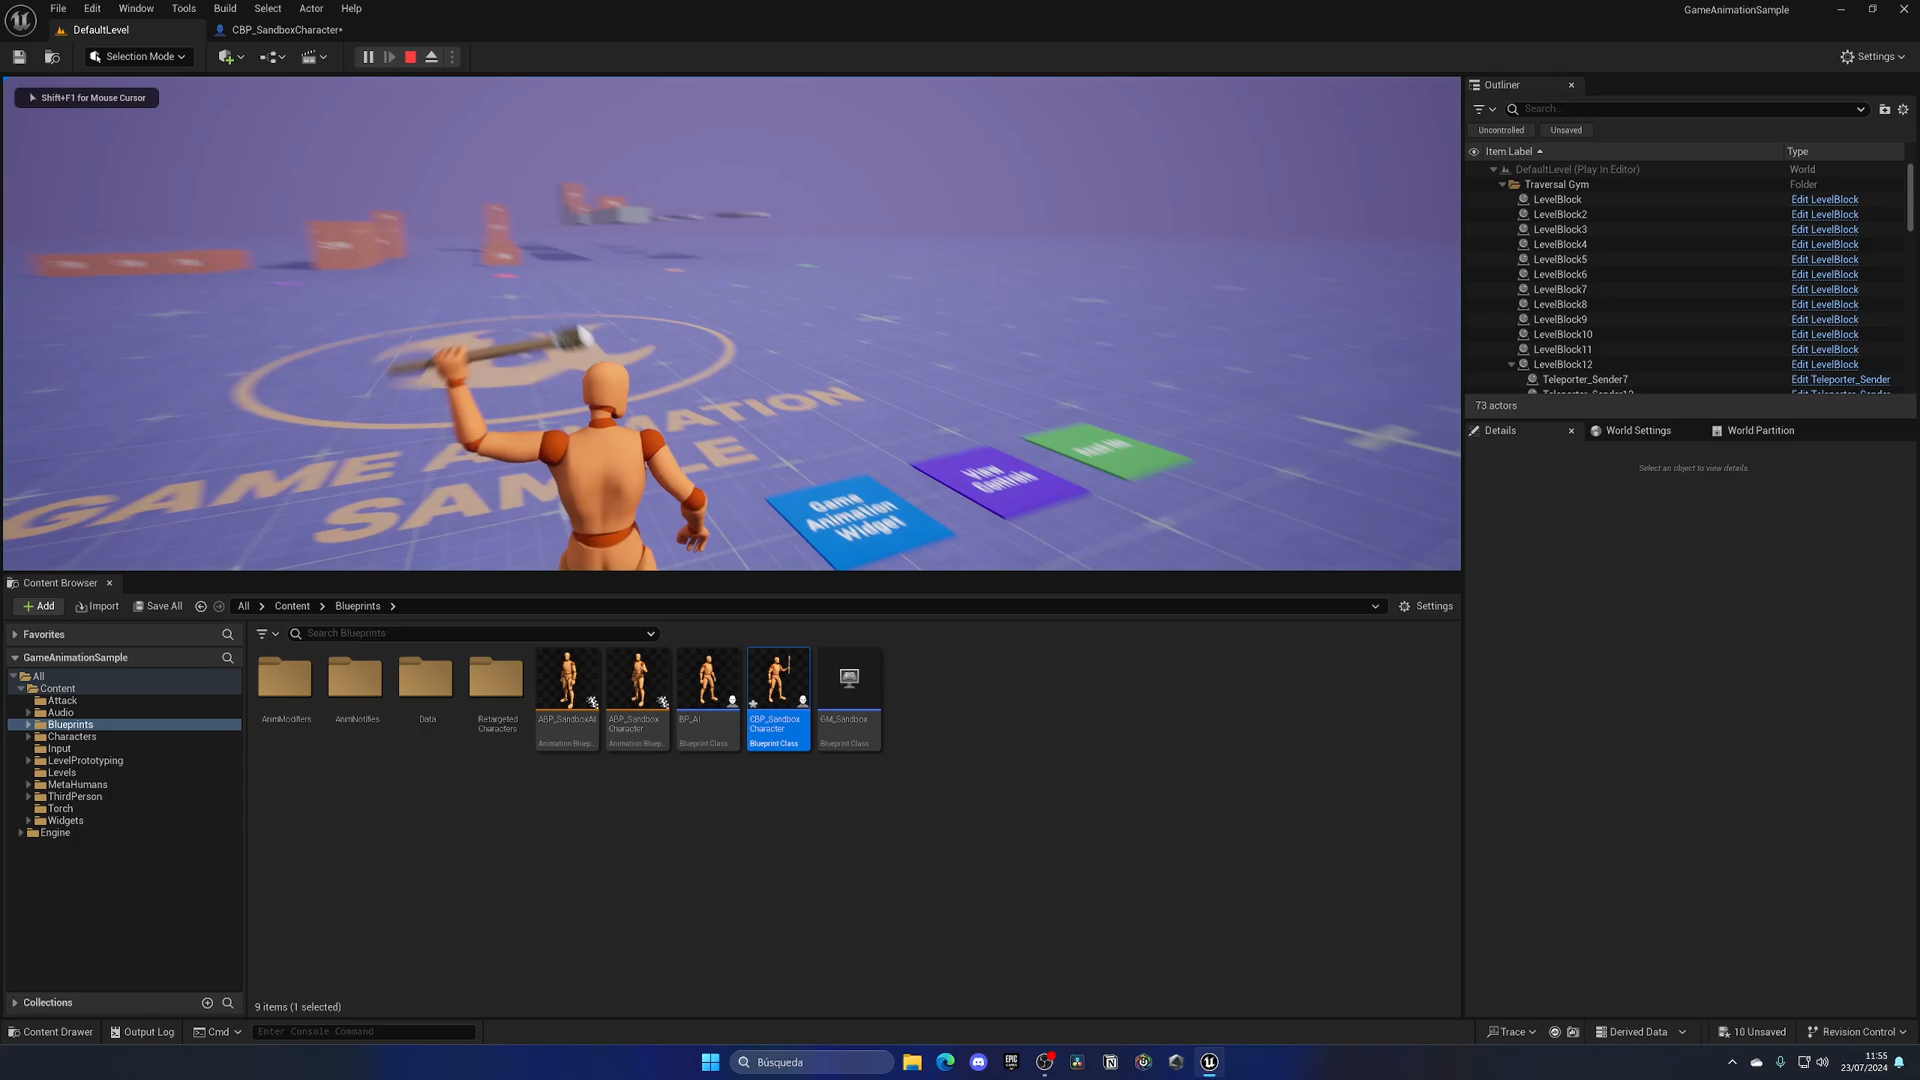 File Edit Window Tools Build Select Actor Help
GameAnimationSample
DefaultLevel
CBP_SandboxCharacter*
Selection Mode
Settings
Shift+F1 for Mouse Cursor
GAME ANIMATION
SAMPLE
Game
Animation
Widget
View
Controls
Outliner
Search...
Uncontrolled Unsaved
Item Label Type
DefaultLevel (Play In Editor) World
Traversal Gym Folder
LevelBlock Edit LevelBlock
LevelBlock2 Edit LevelBlock
LevelBlock3 Edit LevelBlock
LevelBlock4 Edit LevelBlock
LevelBlock5 Edit LevelBlock
LevelBlock6 Edit LevelBlock
LevelBlock7 Edit LevelBlock
LevelBlock8 Edit LevelBlock
LevelBlock9 Edit LevelBlock
LevelBlock10 Edit LevelBlock
LevelBlock11 Edit LevelBlock
LevelBlock12 Edit LevelBlock
Teleporter_Sender7 Edit Teleporter_Sender
73 actors
Details World Settings World Partition
Select an object to view details.
Content Browser
Add Import Save All All Content Blueprints Settings
Favorites
Search Blueprints
GameAnimationSample
All
Content
Attack
Audio
Blueprints
Characters
Input
Levels
LevelPrototyping
MetaHumans
ThirdPerson
Torch
Widgets
Engine
Collections
AnimModifiers
AnimNotifies
Data
Retargeted
Characters
ABP_SandboxAI
Animation Bluep...
ABP_Sandbox
Character
Animation Bluep...
BP_AI
Blueprint Class
CBP_Sandbox
Character
Blueprint Class
GM_Sandbox
Blueprint Class
9 items (1 selected)
Content Drawer Output Log Cmd Enter Console Command
Trace Derived Data 10 Unsaved Revision Control
Búsqueda
EPIC
GAMES
11:55
23/07/2024